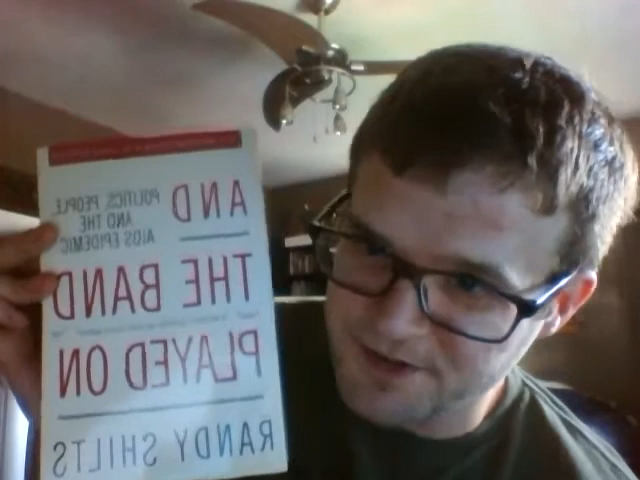 AND
POLITICS, PEOPLE,
AND THE
AIDS EPIDEMIC
THE BAND
PLAYED ON
RANDY SHILTS